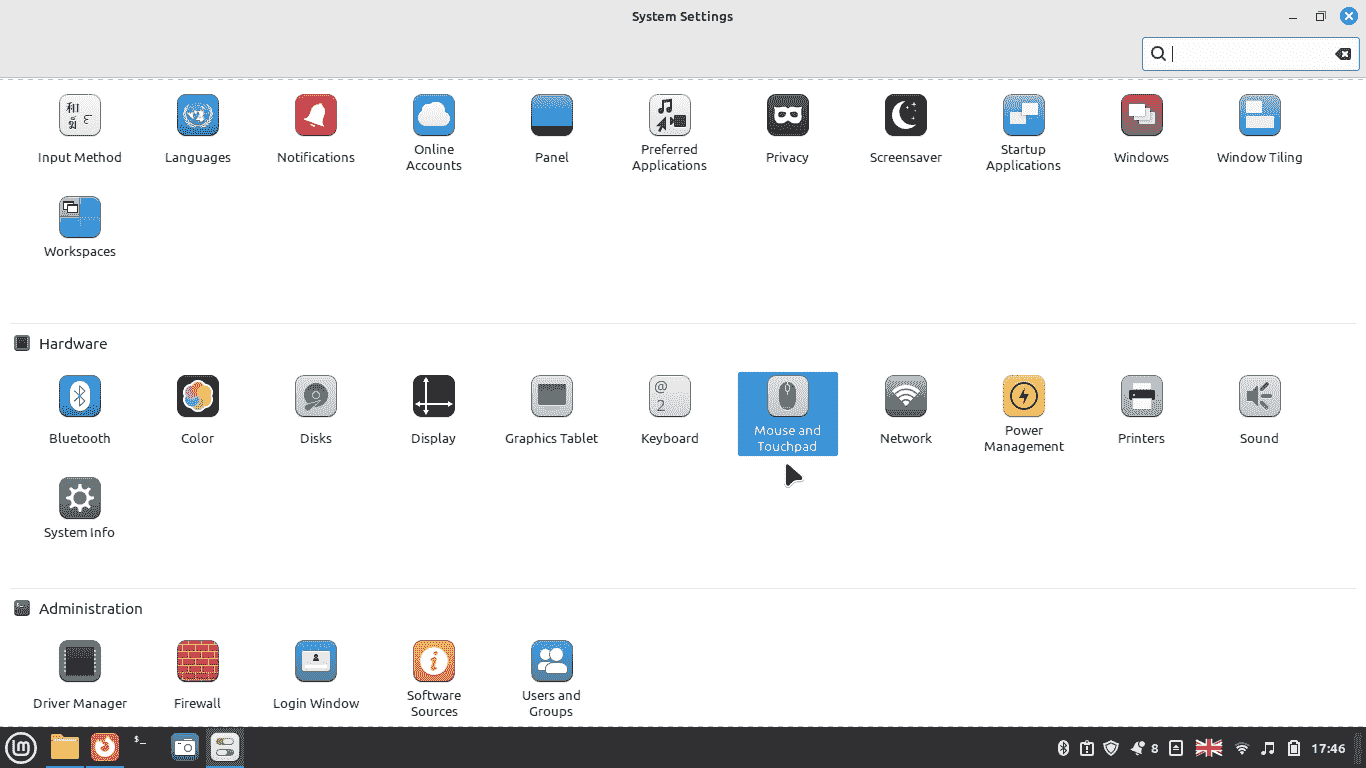 System Settings
Input Method
Languages
Notifications
Online
Accounts
Panel
Preferred
Applications
Privacy
Screensaver
Startup
Applications
Windows
Window Tiling
Workspaces
Hardware
Bluetooth
Color
Disks
Display
Graphics Tablet
@
2
Keyboard
Mouse and
Touchpad
Network
Power
Management
Printers
Sound
System Info
Administration
Driver Manager
Firewall
Login Window
Software
Sources
Users and
Groups
$_
8
17:46